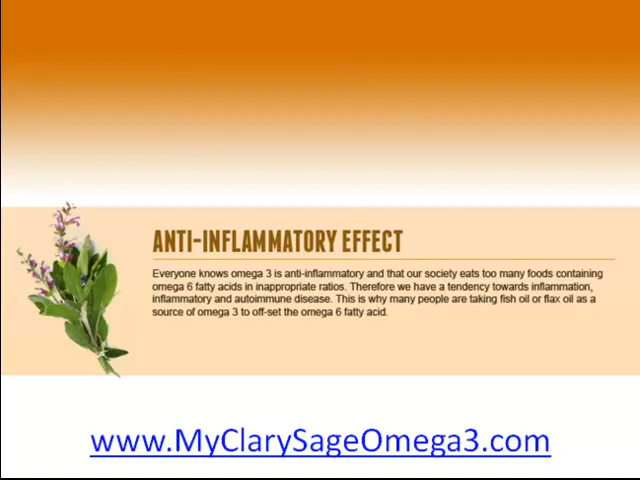 ANTI-INFLAMMATORY EFFECT
Everyone knows omega 3 is anti-inflammatory and that our society eats too many foods containing
omega 6 fatty acids in inappropriate ratios. Therefore we have a tendency towards inflammation,
inflammatory and autoimmune disease. This is why many people are taking fish oil or flax oil as a
source of omega 3 to off-set the omega 6 fatty acid.
www.MyClarySageOmega3.com